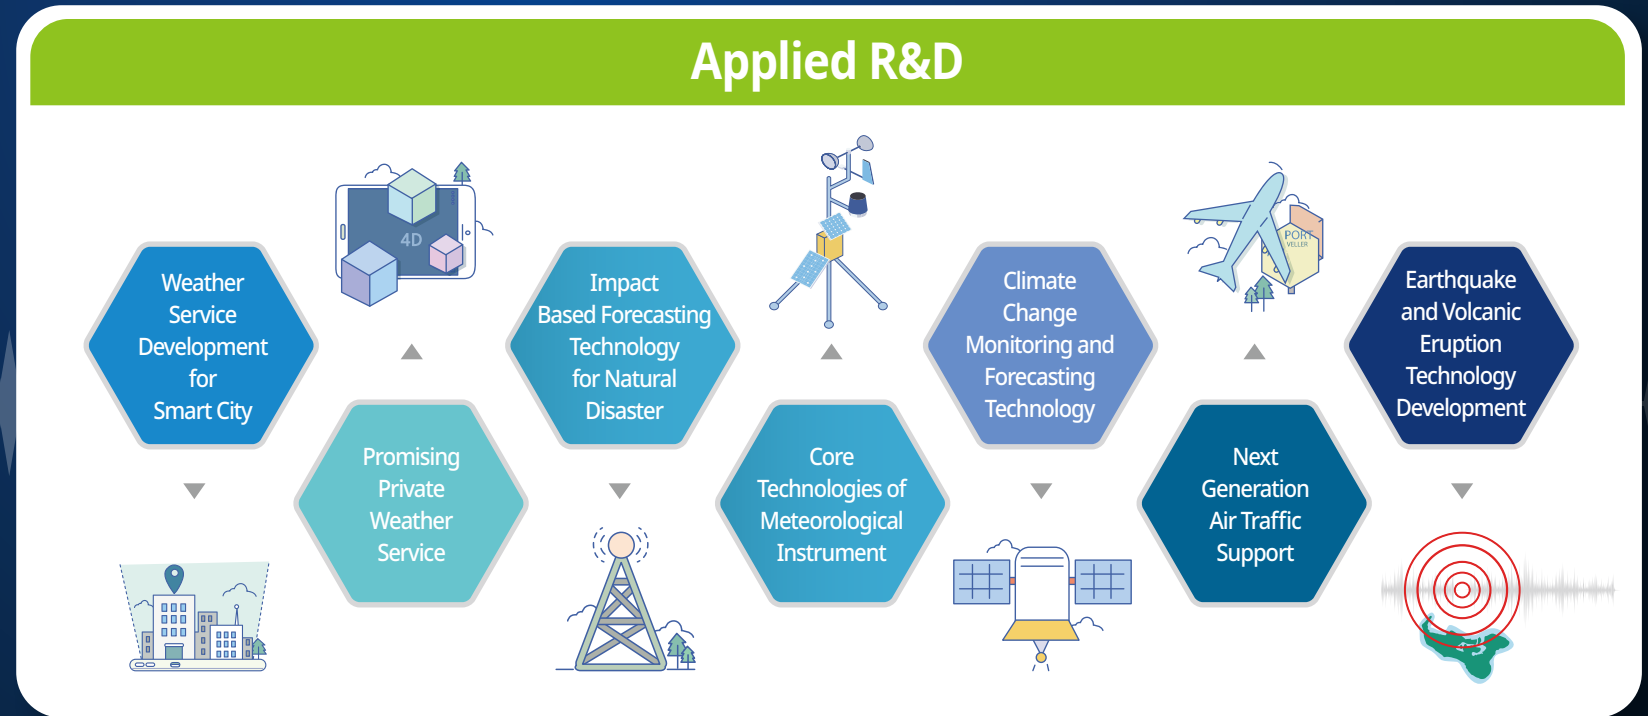 Applied R&D
4D
PORT
VELLER
Weather
Service
Development
for
Smart City
Promising
Private
Weather
Service
Impact
Based Forecasting
Technology
for Natural
Disaster
Core
Technologies of
Meteorological
Instrument
Climate
Change
Monitoring and
Forecasting
Technology
Next
Generation
Air Traffic
Support
Earthquake
and Volcanic
Eruption
Technology
Development